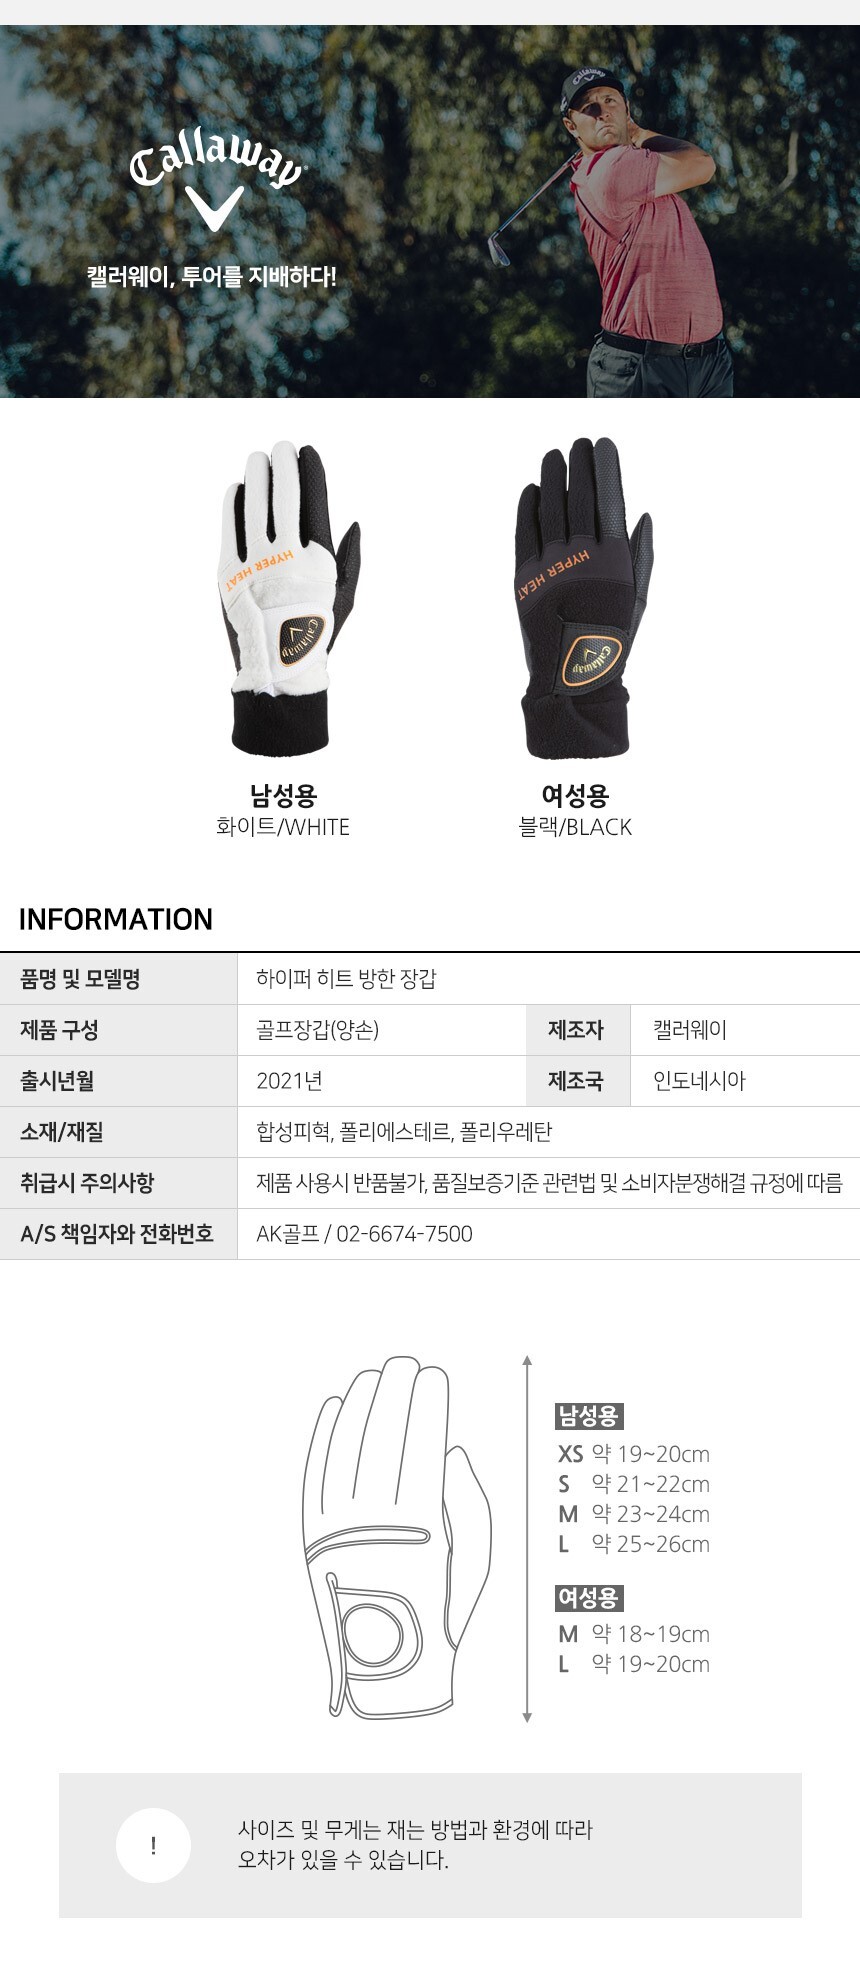 Callaway
Callaway
캘러웨이, 투어를 지배하다!
HYPER HEAT
Callaway
HYPER HEAT
Callaway
남성용
화이트/WHITE
여성용
블랙/BLACK
INFORMATION
품명 및 모델명 하이퍼 히트 방한 장갑
제품 구성 골프장갑(양손) 제조자 캘러웨이
출시년월 2021년 제조국 인도네시아
소재/재질 합성피혁, 폴리에스테르, 폴리우레탄
취급시 주의사항 제품 사용시 반품불가, 품질보증기준 관련법 및 소비자분쟁해결 규정에 따름
A/S 책임자와 전화번호 AK골프 / 02-6674-7500
남성용
XS 약 19~20cm
S 약 21~22cm
M 약 23~24cm
L 약 25~26cm
여성용
M 약 18~19cm
L 약 19~20cm
!
사이즈 및 무게는 재는 방법과 환경에 따라
오차가 있을 수 있습니다.